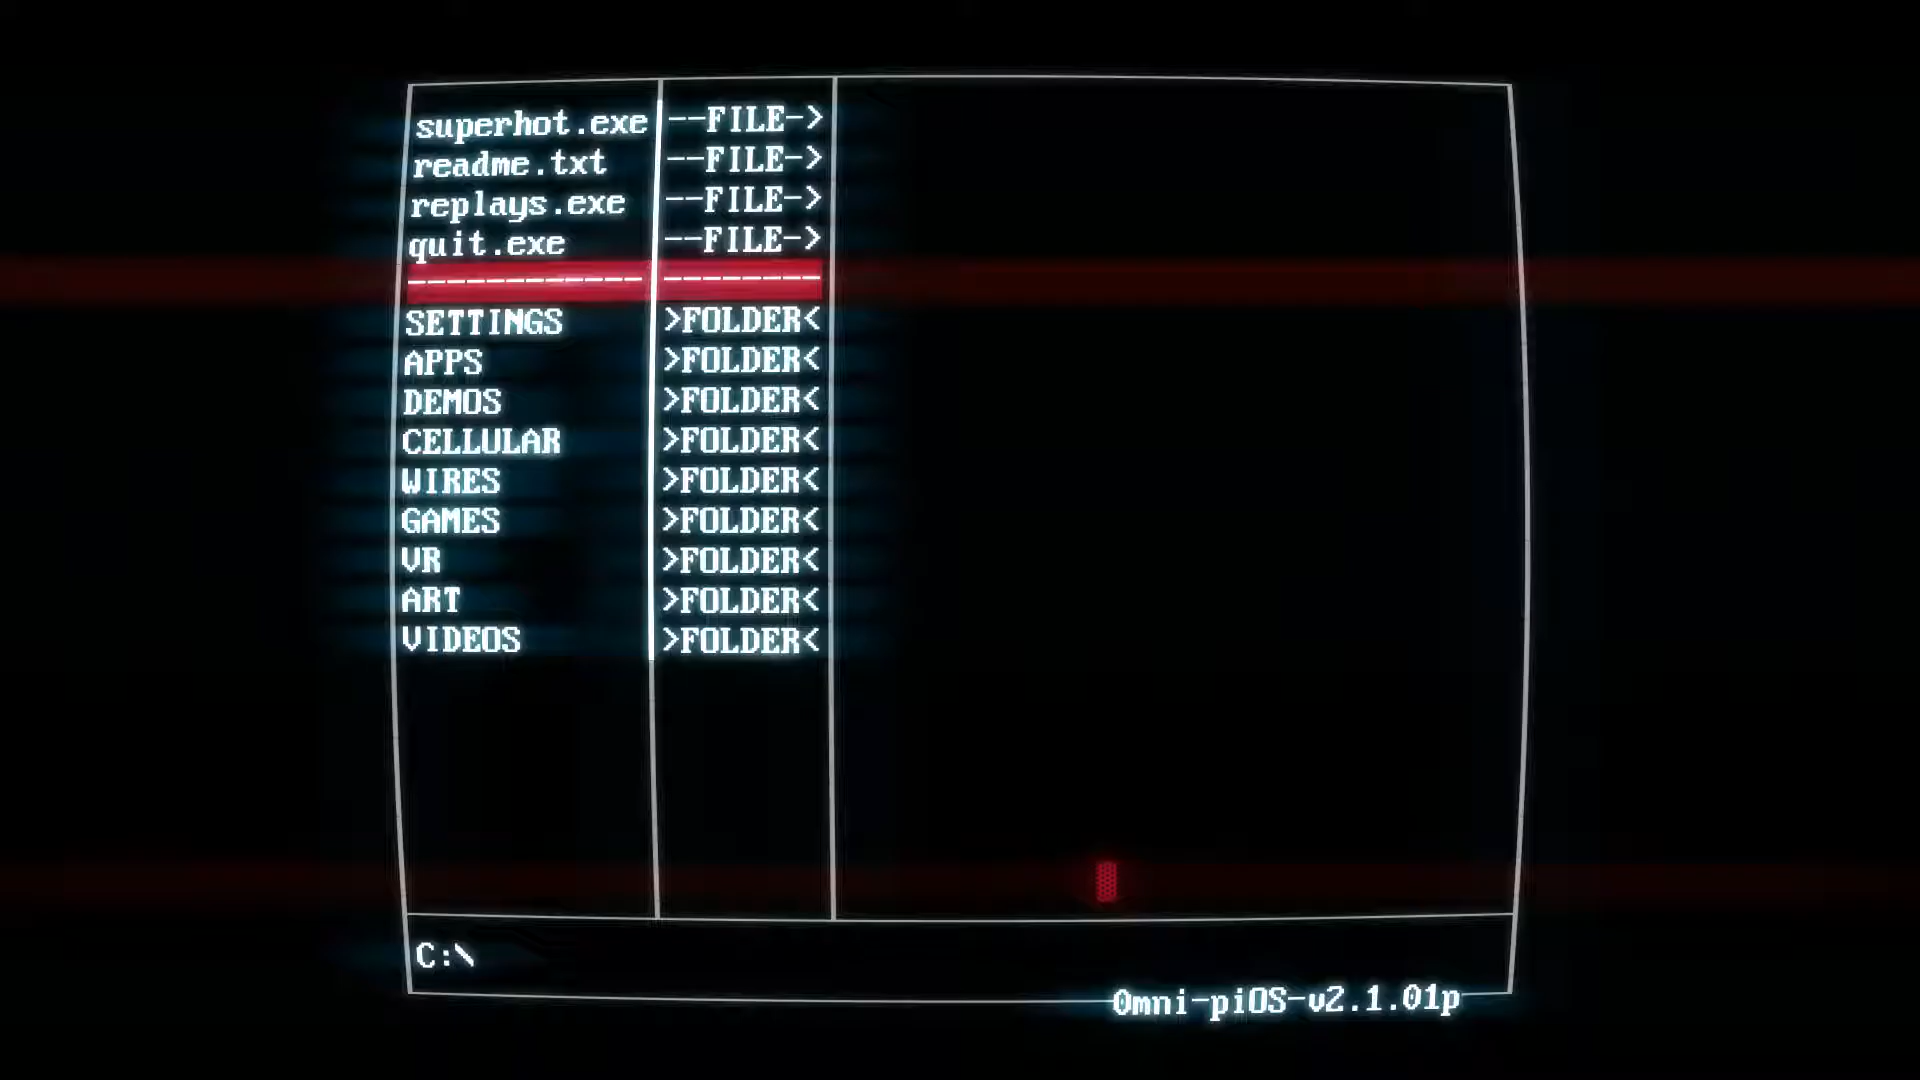 superhot.exe --FILE->
readme.txt --FILE->
replays.exe --FILE->
quit.exe --FILE->
------------ --------
SETTINGS >FOLDER<
APPS >FOLDER<
DEMOS >FOLDER<
CELLULAR >FOLDER<
WIRES >FOLDER<
GAMES >FOLDER<
VR >FOLDER<
ART >FOLDER<
VIDEOS >FOLDER<
C:\
0mni-piOS-v2.1.01p